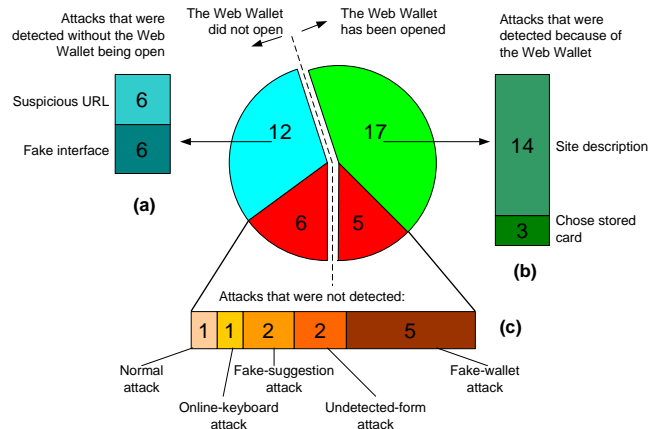 Attacks that were
detected without the Web
Wallet being open
The Web Wallet
did not open
The Web Wallet
has been opened
Attacks that were
detected because of
the Web Wallet
Suspicious URL
6
Fake interface
6
(a)
12
17
6
5
14
Site description
3
Chose stored
card
(b)
Attacks that were not detected:
(c)
1
1
2
2
5
Normal
attack
Online-keyboard
attack
Fake-suggestion
attack
Undetected-form
attack
Fake-wallet
attack